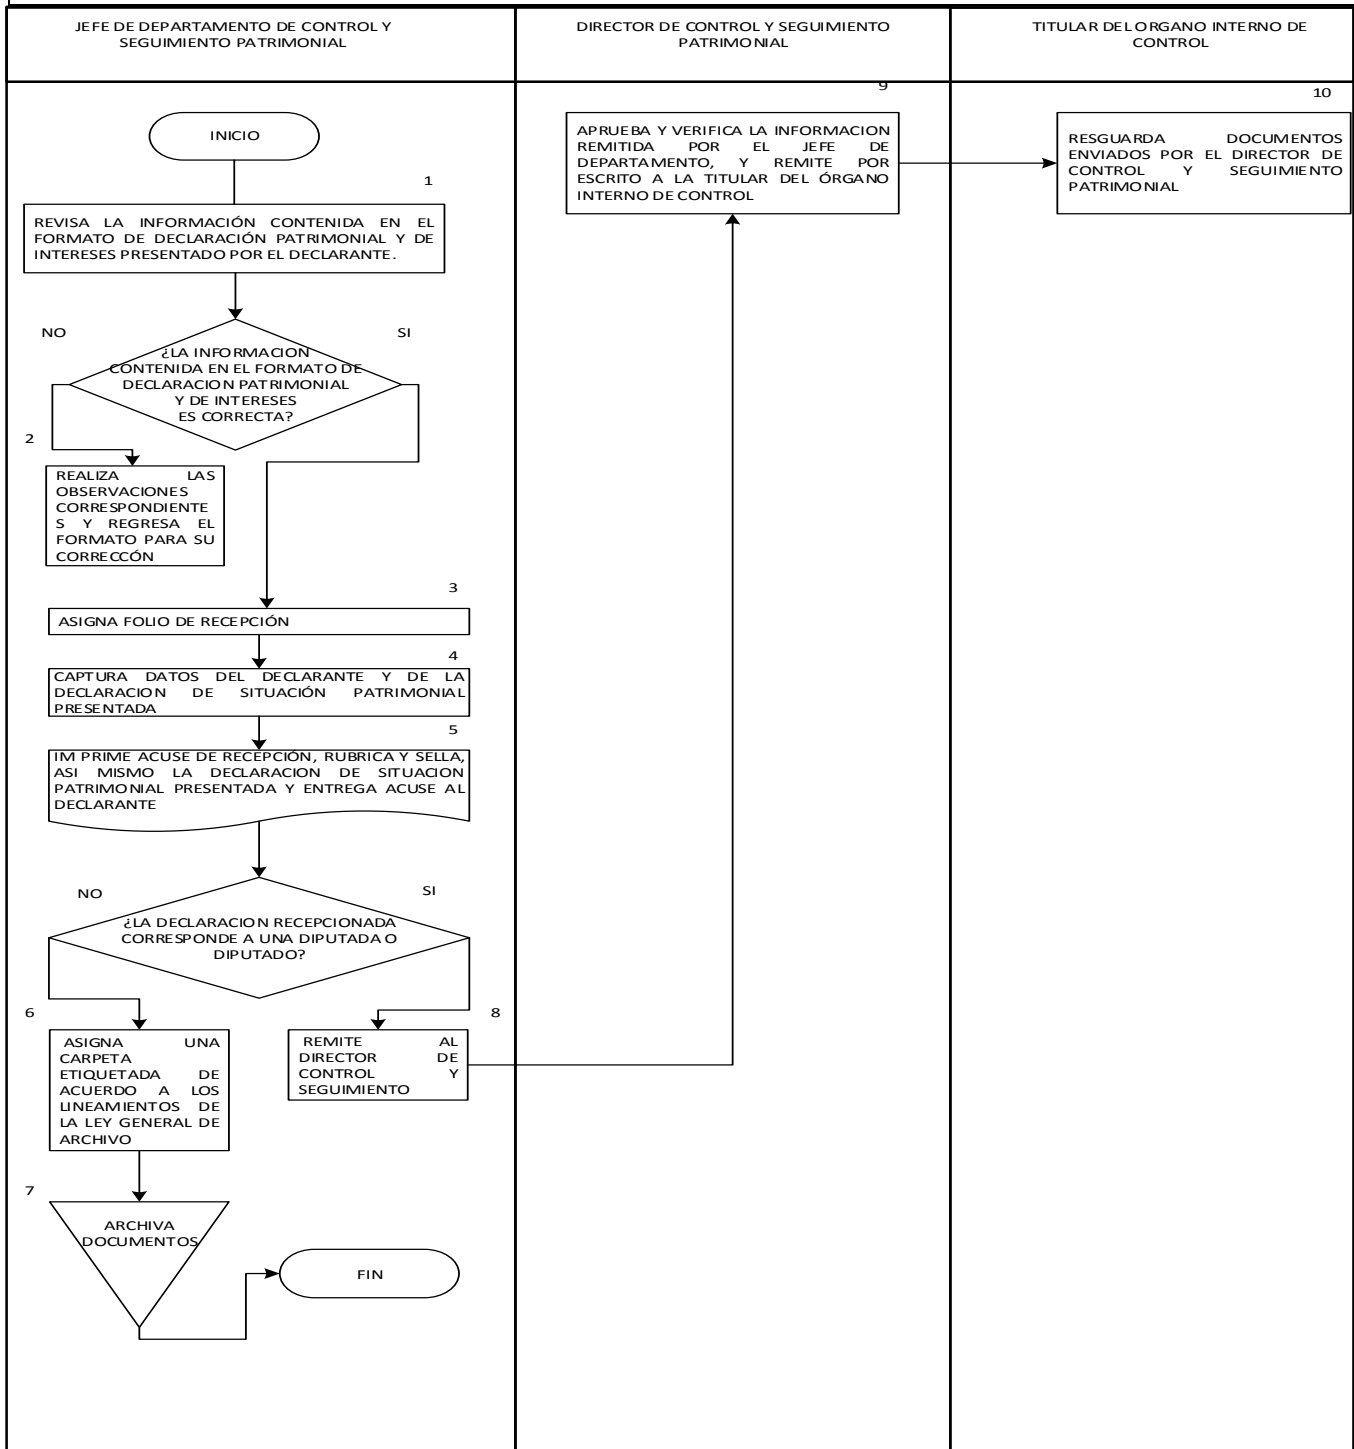 JEFE DE DEPARTAMENTO DE CONTROL Y
SEGUIMIENTO PATRIMONIAL
DIRECTOR DE CONTROL Y SEGUIMIENTO
PATRIMONIAL
TITULAR DEL ORGANO INTERNO DE
CONTROL
INICIO
1
REVISA LA INFORMACIÓN CONTENIDA EN EL
FORMATO DE DECLARACIÓN PATRIMONIAL Y DE
INTERESES PRESENTADO POR EL DECLARANTE.
NO
SI
¿LA INFORMACION
CONTENIDA EN EL FORMATO DE
DECLARACION PATRIMONIAL
Y DE INTERESES
ES CORRECTA?
2
REALIZA LAS
OBSERVACIONES
CORRESPONDIENTE
S Y REGRESA EL
FORMATO PARA SU
CORRECCÓN
3
ASIGNA FOLIO DE RECEPCIÓN
4
CAPTURA DATOS DEL DECLARANTE Y DE LA
DECLARACION DE SITUACIÓN PATRIMONIAL
PRESENTADA
5
IMPRIME ACUSE DE RECEPCIÓN, RUBRICA Y SELLA,
ASI MISMO LA DECLARACION DE SITUACION
PATRIMONIAL PRESENTADA Y ENTREGA ACUSE AL
DECLARANTE
NO
SI
¿LA DECLARACION RECEPCIONADA
CORRESPONDE A UNA DIPUTADA O
DIPUTADO?
6
ASIGNA UNA
CARPETA
ETIQUETADA DE
ACUERDO A LOS
LINEAMIENTOS DE
LA LEY GENERAL DE
ARCHIVO
8
REMITE AL
DIRECTOR DE
CONTROL Y
SEGUIMIENTO
7
ARCHIVA
DOCUMENTOS
FIN
9
APRUEBA Y VERIFICA LA INFORMACION
REMITIDA POR EL JEFE DE
DEPARTAMENTO, Y REMITE POR
ESCRITO A LA TITULAR DEL ÓRGANO
INTERNO DE CONTROL
10
RESGUARDA DOCUMENTOS
ENVIADOS POR EL DIRECTOR DE
CONTROL Y SEGUIMIENTO
PATRIMONIAL